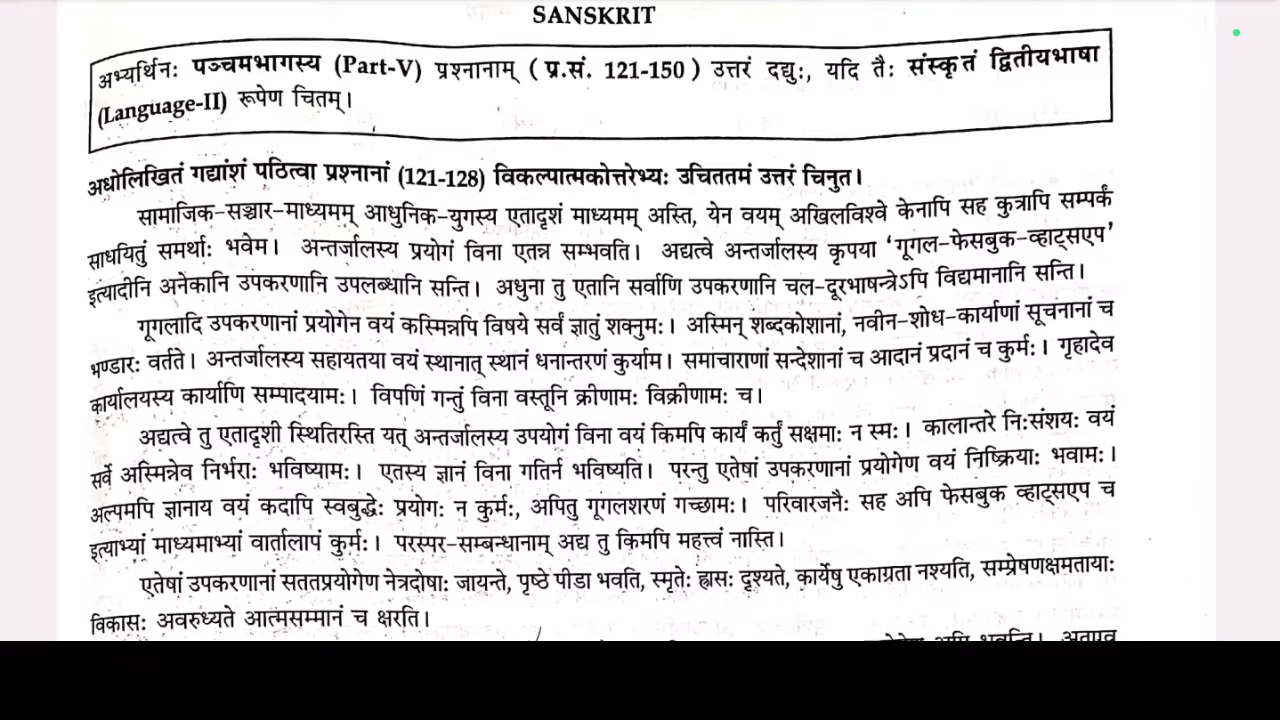 SANSKRIT
अभ्यर्थिनः पञ्चमभागस्य (Part-V) प्रश्नानाम् ( प्र.सं. 121-150 ) उत्तरं दद्युः, यदि तैः संस्कृतं द्वितीयभाषा
(Language-II) रूपेण चितम्।
अधोलिखितं गद्यांशं पठित्वा प्रश्नानां (121-128) विकल्पात्मकोत्तरेभ्यः उचिततमं उत्तरं चिनुत।
सामाजिक-सञ्चार-माध्यमम् आधुनिक-युगस्य एतादृशं माध्यमम् अस्ति, येन वयम् अखिलविश्वे केनापि सह कुत्रापि सम्पर्कं
साधयितुं समर्थाः भवेम। अन्तर्जालस्य प्रयोगं विना एतन्न सम्भवति। अद्यत्वे अन्तर्जालस्य कृपया ‘गूगल-फेसबुक-व्हाट्सएप’
इत्यादीनि अनेकानि उपकरणानि उपलब्धानि सन्ति। अधुना तु एतानि सर्वाणि उपकरणानि चल-दूरभाषन्त्रेऽपि विद्यमानानि सन्ति।
गूगलादि उपकरणानां प्रयोगेन वयं कस्मिन्नपि विषये सर्वं ज्ञातुं शक्नुमः। अस्मिन् शब्दकोशानां, नवीन-शोध-कार्याणां सूचनानां च
भण्डारः वर्तते। अन्तर्जालस्य सहायतया वयं स्थानात् स्थानं धनान्तरणं कुर्याम। समाचाराणां सन्देशानां च आदानं प्रदानं च कुर्मः। गृहादेव
कार्यालयस्य कार्याणि सम्पादयामः। विपणिं गन्तुं विना वस्तूनि क्रीणामः विक्रीणामः च।
अद्यत्वे तु एतादृशी स्थितिरस्ति यत् अन्तर्जालस्य उपयोगं विना वयं किमपि कार्यं कर्तुं सक्षमाः न स्मः। कालान्तरे निःसंशयः वयं
सर्वे अस्मिन्नेव निर्भराः भविष्यामः। एतस्य ज्ञानं विना गतिर्न भविष्यति। परन्तु एतेषां उपकरणानां प्रयोगेण वयं निष्क्रियाः भवामः।
अल्पमपि ज्ञानाय वयं कदापि स्वबुद्धेः प्रयोगः न कुर्मः, अपितु गूगलशरणं गच्छामः। परिवारजनैः सह अपि फेसबुक व्हाट्सएप च
इत्याभ्यां माध्यमाभ्यां वार्तालापं कुर्मः। परस्पर-सम्बन्धानाम् अद्य तु किमपि महत्त्वं नास्ति।
एतेषां उपकरणानां सततप्रयोगेण नेत्रदोषाः जायन्ते, पृष्ठे पीडा भवति, स्मृतेः ह्रासः दृश्यते, कार्येषु एकाग्रता नश्यति, सम्प्रेषणक्षमतायाः
विकासः अवरुध्यते आत्मसम्मानं च क्षरति।